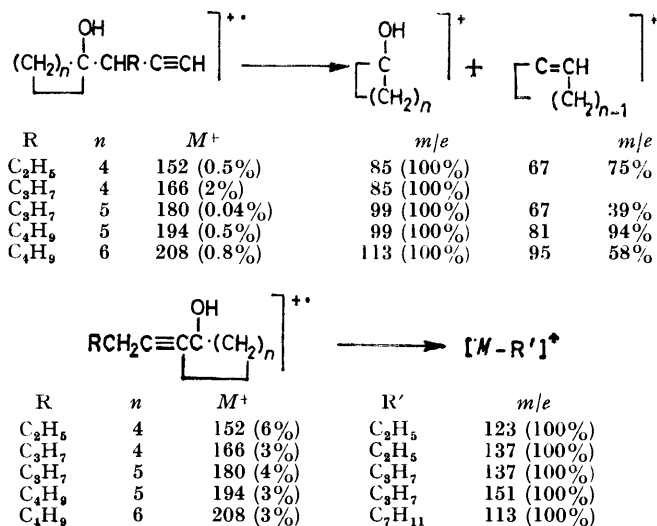 OH
(CH₂)ₙ C·CHR·C≡CH ]⁺· ⟶ OH C (CH₂)ₙ ]⁺ + C=CH (CH₂)ₙ₋₁ ]⁺
R n M⁺ m/e m/e
C₂H₅ 4 152 (0.5%) 85 (100%) 67 75%
C₃H₇ 4 166 (2%) 85 (100%)
C₃H₇ 5 180 (0.04%) 99 (100%) 67 39%
C₄H₉ 5 194 (0.5%) 99 (100%) 81 94%
C₄H₉ 6 208 (0.8%) 113 (100%) 95 58%
OH
RCH₂C≡CC·(CH₂)ₙ ]⁺· ⟶ [M−R′]⁺
R n M⁺ R′ m/e
C₂H₅ 4 152 (6%) C₂H₅ 123 (100%)
C₃H₇ 4 166 (3%) C₂H₅ 137 (100%)
C₃H₇ 5 180 (4%) C₃H₇ 137 (100%)
C₄H₉ 5 194 (3%) C₃H₇ 151 (100%)
C₄H₉ 6 208 (3%) C₇H₁₁ 113 (100%)